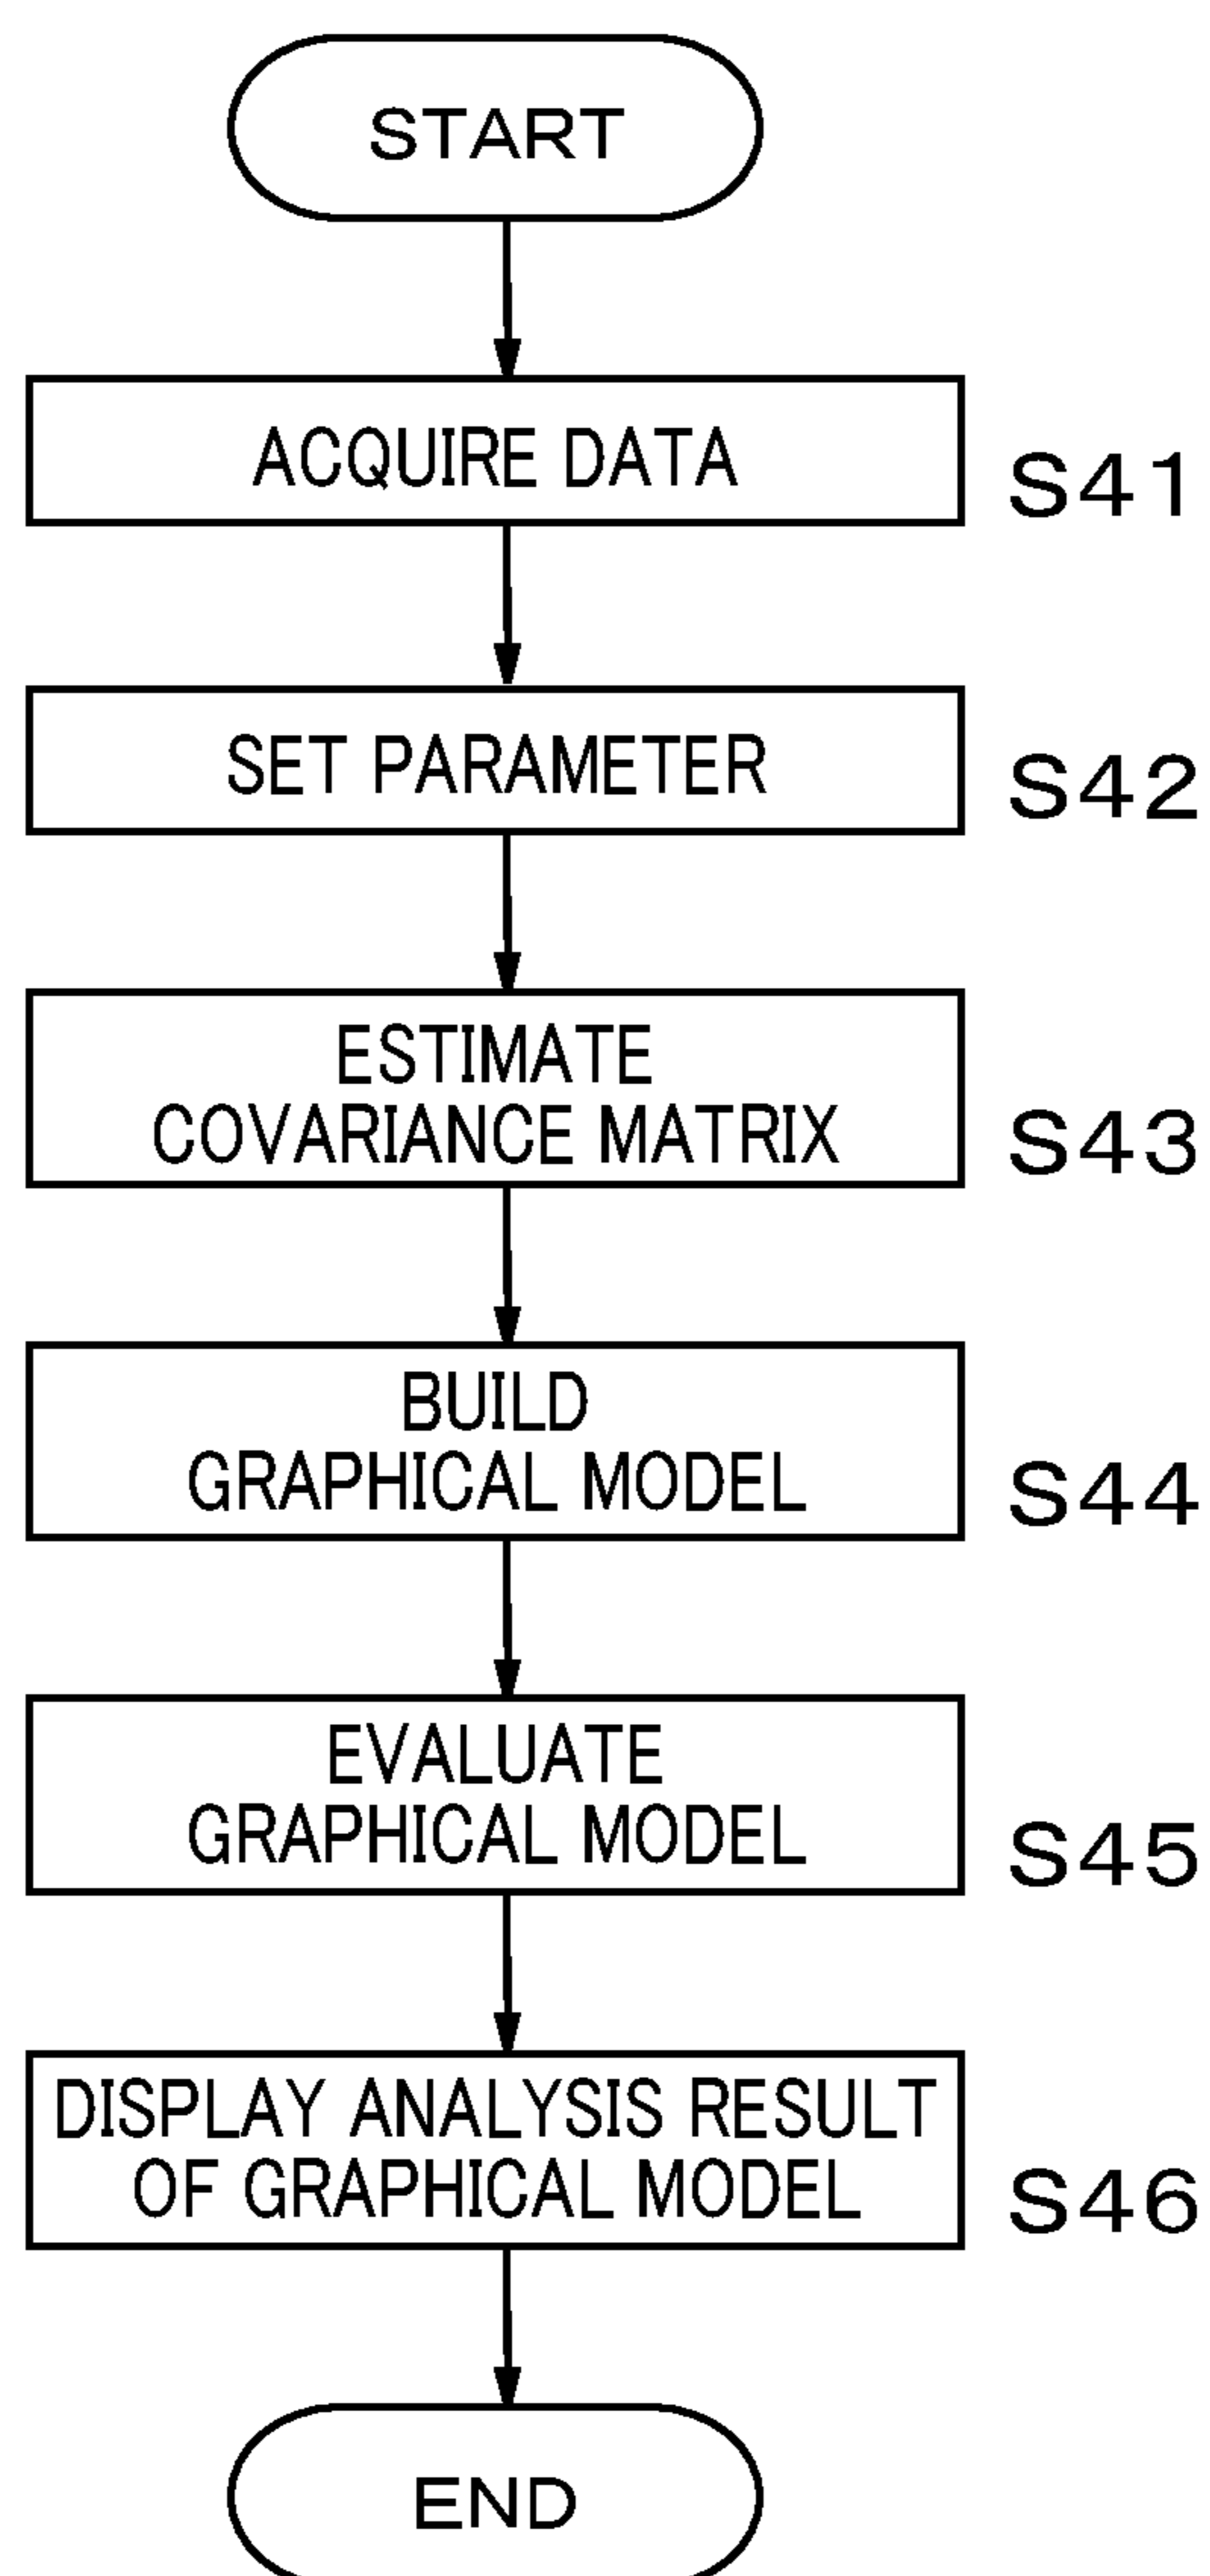 START
ACQUIRE DATA
S41
SET PARAMETER
S42
ESTIMATE
COVARIANCE MATRIX
S43
BUILD
GRAPHICAL MODEL
S44
EVALUATE
GRAPHICAL MODEL
S45
DISPLAY ANALYSIS RESULT
OF GRAPHICAL MODEL
S46
END